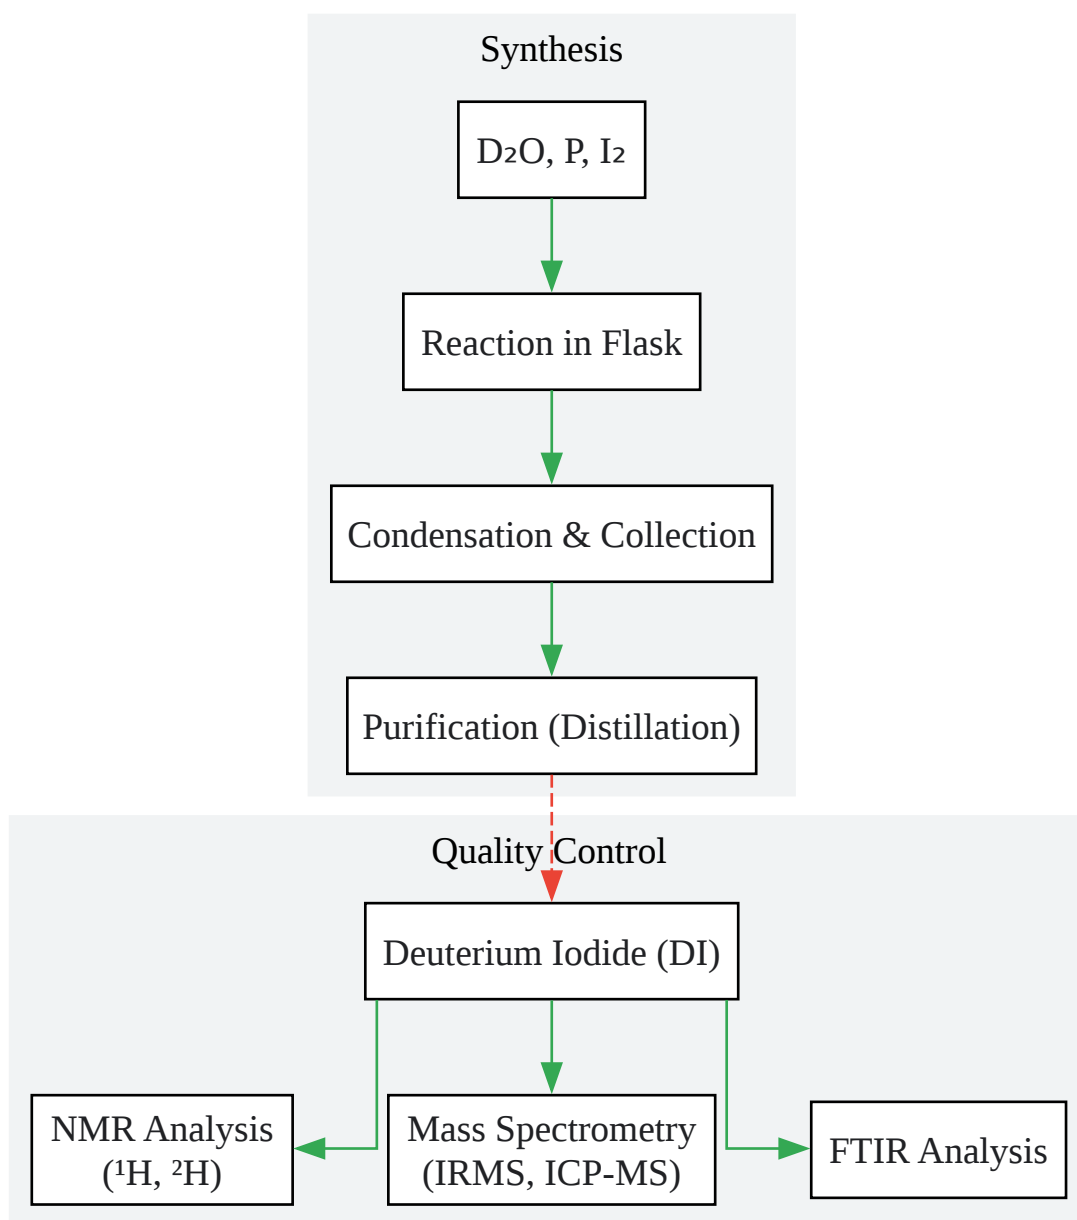 Synthesis
D₂O, P, I₂
Reaction in Flask
Condensation & Collection
Purification (Distillation)
Quality Control
Deuterium Iodide (DI)
NMR Analysis
(¹H, ²H)
Mass Spectrometry
(IRMS, ICP-MS)
FTIR Analysis